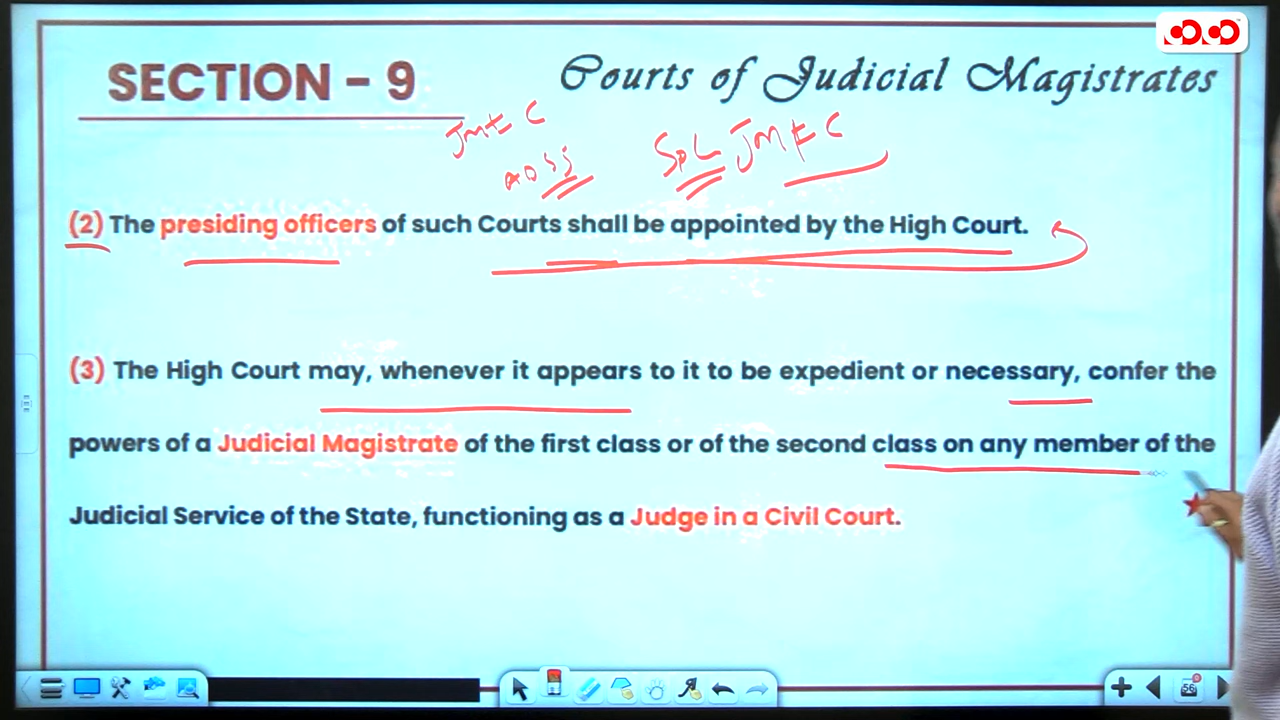 SECTION - 9
Courts of Judicial Magistrates
JMFC
ADSJ
SPL JMFC
(2) The presiding officers of such Courts shall be appointed by the High Court.
(3) The High Court may, whenever it appears to it to be expedient or necessary, confer the
powers of a Judicial Magistrate of the first class or of the second class on any member of the
Judicial Service of the State, functioning as a Judge in a Civil Court.
56